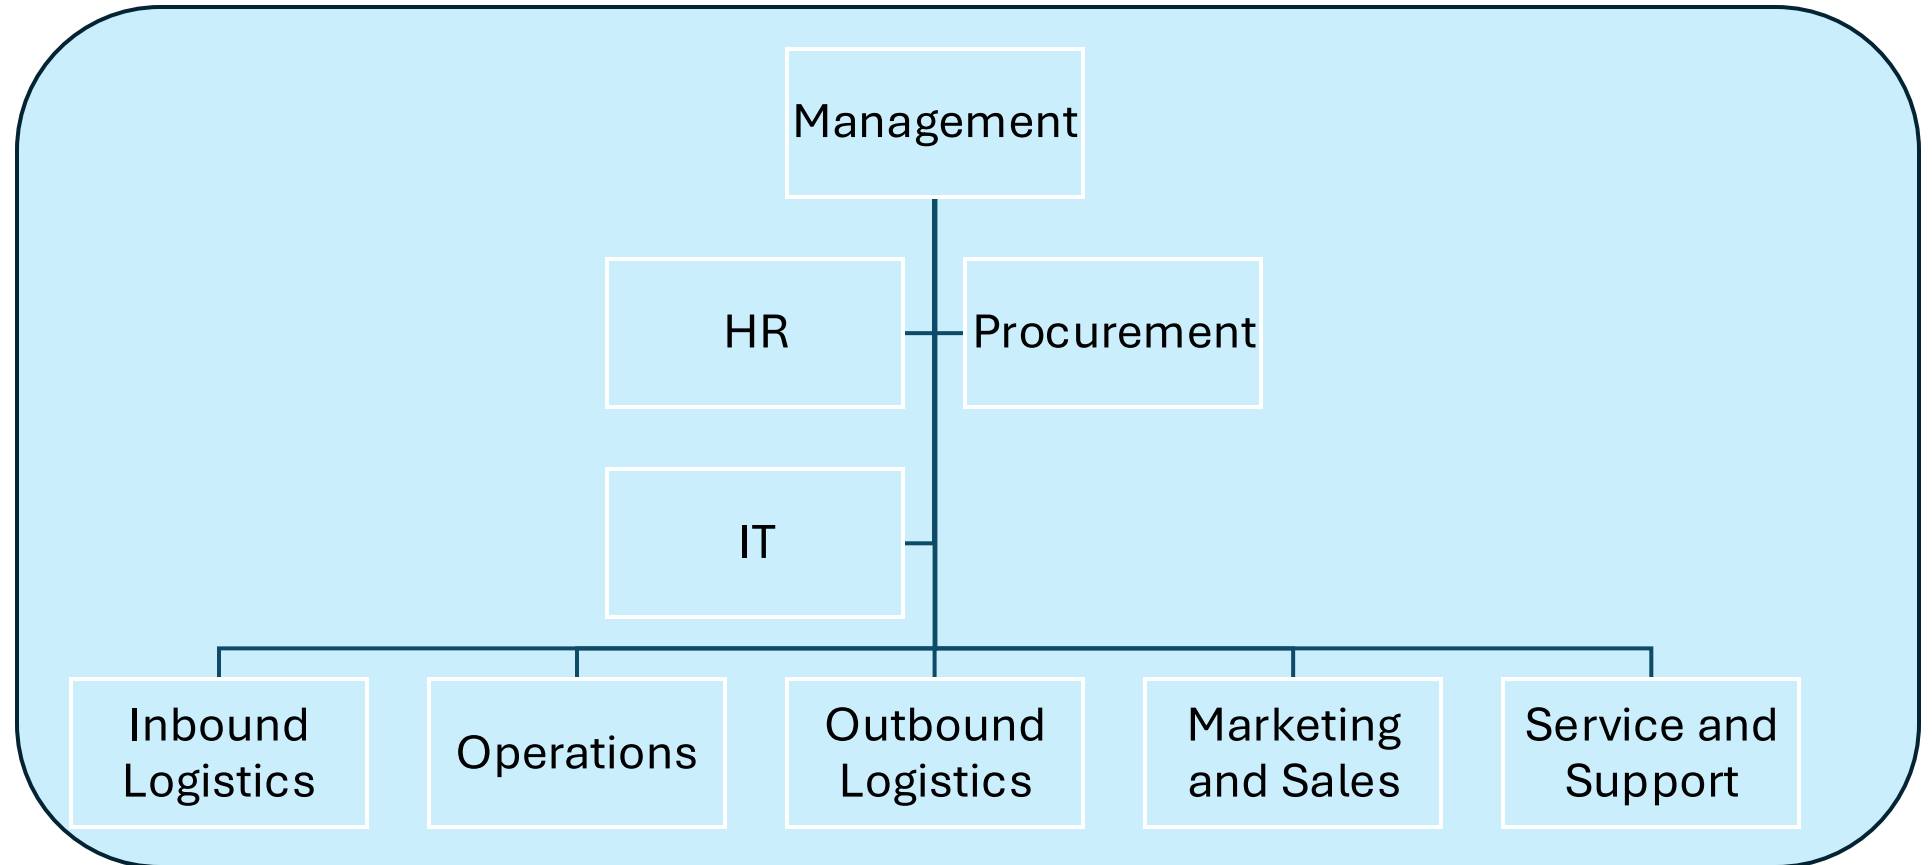 Management
HR
Procurement
IT
Inbound
Logistics
Operations
Outbound
Logistics
Marketing
and Sales
Service and
Support